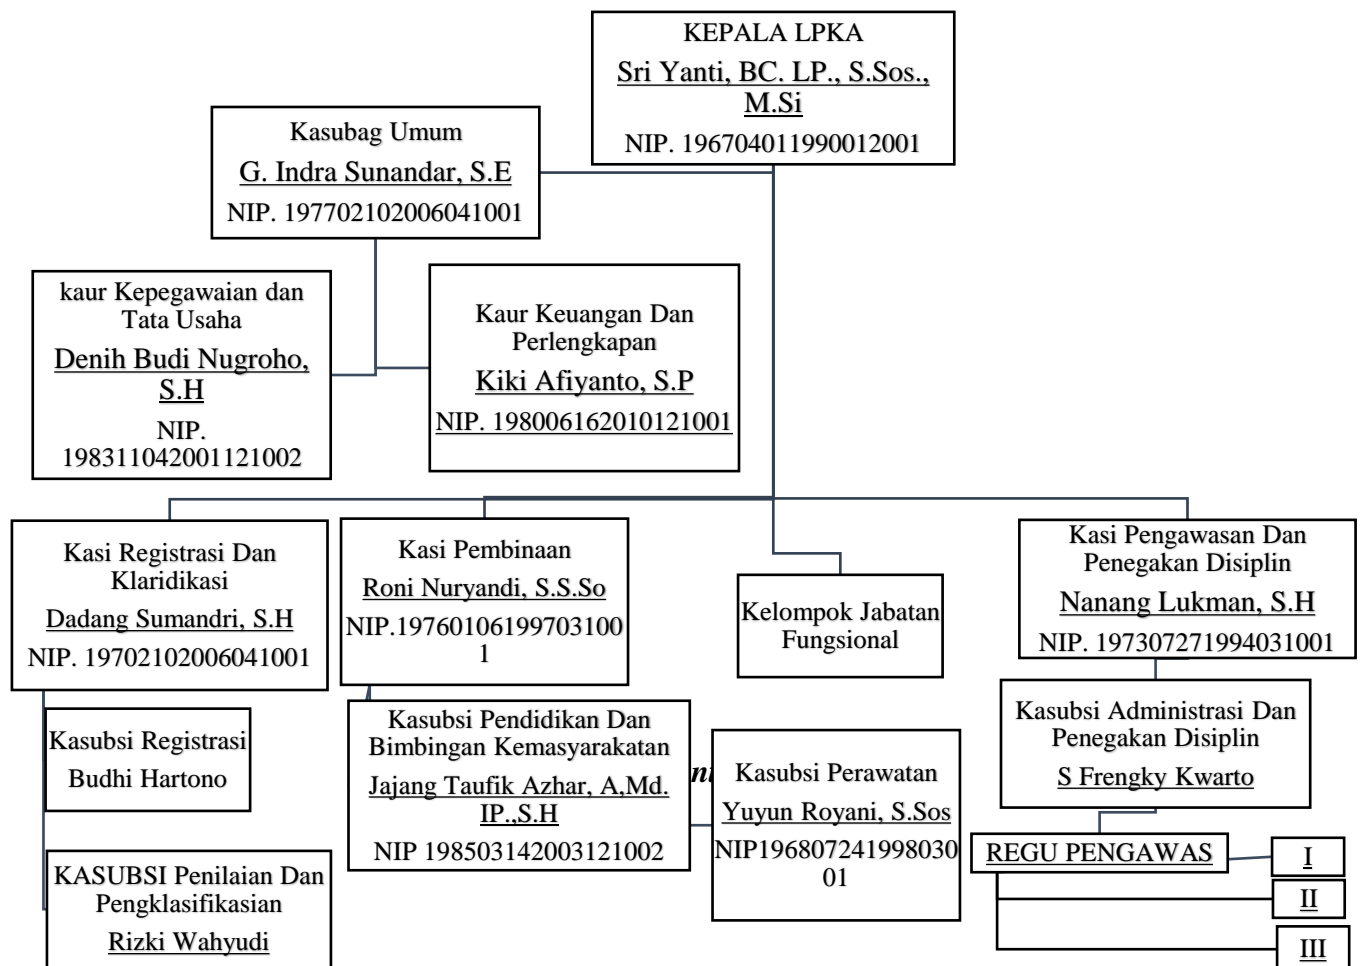 KEPALA LPKA
Sri Yanti, BC. LP., S.Sos.,
M.Si
NIP. 196704011990012001
Kasubag Umum
G. Indra Sunandar, S.E
NIP. 197702102006041001
kaur Kepegawaian dan
Tata Usaha
Denih Budi Nugroho,
S.H
NIP.
198311042001121002
Kaur Keuangan Dan
Perlengkapan
Kiki Afiyanto, S.P
NIP. 198006162010121001
Kasi Registrasi Dan
Klaridikasi
Dadang Sumandri, S.H
NIP. 19702102006041001
Kasi Pembinaan
Roni Nuryandi, S.S.So
NIP.19760106199703100
1
Kelompok Jabatan
Fungsional
Kasi Pengawasan Dan
Penegakan Disiplin
Nanang Lukman, S.H
NIP. 197307271994031001
Kasubsi Registrasi
Budhi Hartono
KASUBSI Penilaian Dan
Pengklasifikasian
Rizki Wahyudi
Kasubsi Pendidikan Dan
Bimbingan Kemasyarakatan
Jajang Taufik Azhar, A,Md.
IP.,S.H
NIP 198503142003121002
Kasubsi Perawatan
Yuyun Royani, S.Sos
NIP196807241998030
01
Kasubsi Administrasi Dan
Penegakan Disiplin
S Frengky Kwarto
REGU PENGAWAS
I
II
III